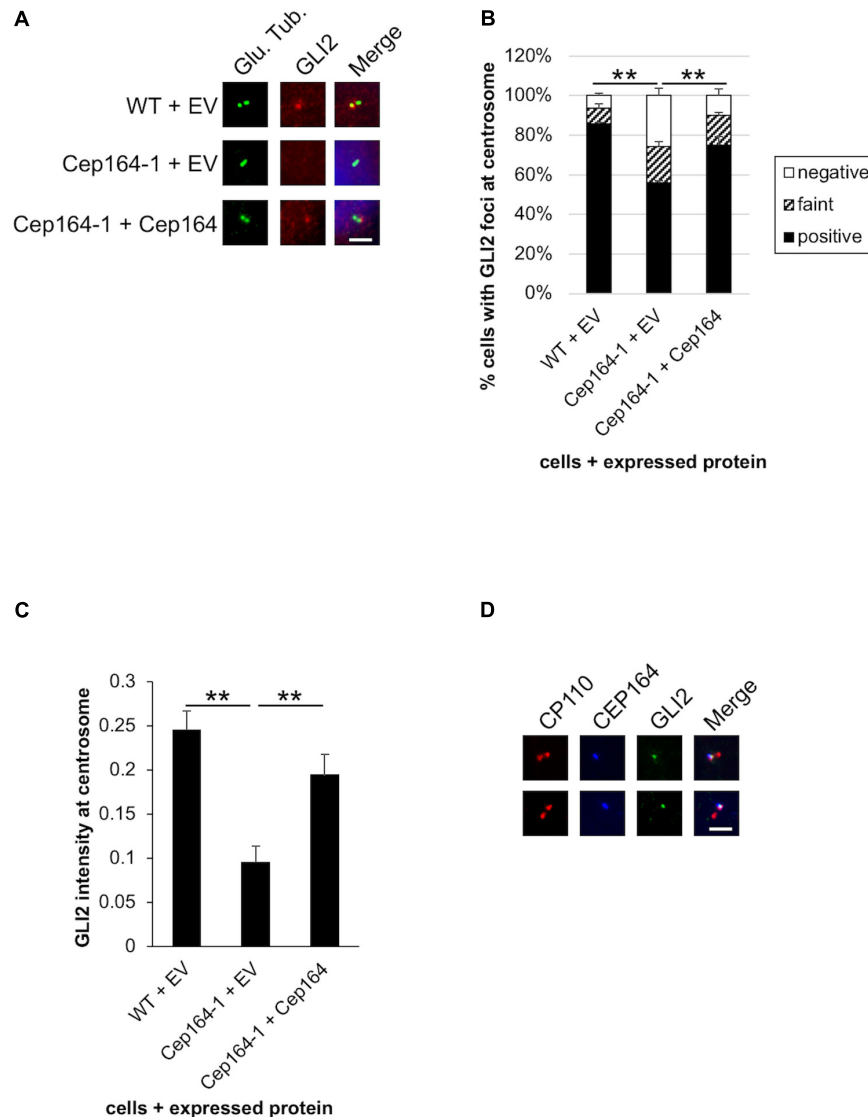 A
Glu. Tub.
GLI2
Merge
WT + EV
Cep164-1 + EV
Cep164-1 + Cep164
B
120%
100%
80%
60%
40%
20%
0%
% cells with GLI2 foci at centrosome
**
**
WT + EV
Cep164-1 + EV
Cep164-1 + Cep164
cells + expressed protein
negative
faint
positive
C
0.3
0.25
0.2
0.15
0.1
0.05
0
GLI2 intensity at centrosome
**
**
WT + EV
Cep164-1 + EV
Cep164-1 + Cep164
cells + expressed protein
D
CP110
CEP164
GLI2
Merge